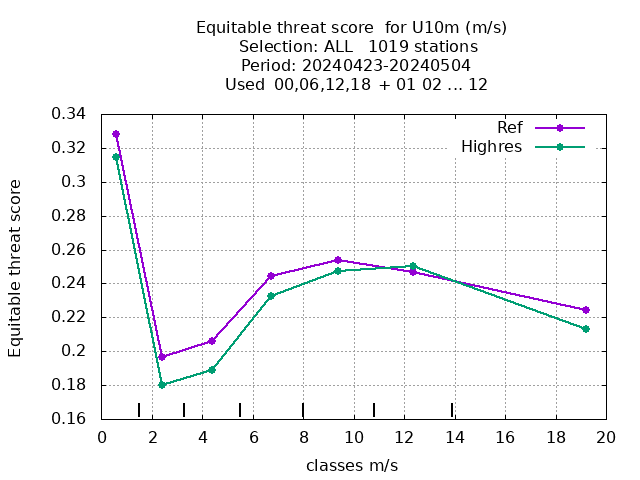 Equitable threat score  for U10m (m/s)
Selection: ALL   1019 stations
Period: 20240423-20240504
Used  00,06,12,18  + 01 02 ... 12
Ref
Highres
0.34
0.32
0.3
0.28
0.26
0.24
0.22
0.2
0.18
0.16
Equitable threat score
0 2 4 6 8 10 12 14 16 18 20
classes m/s